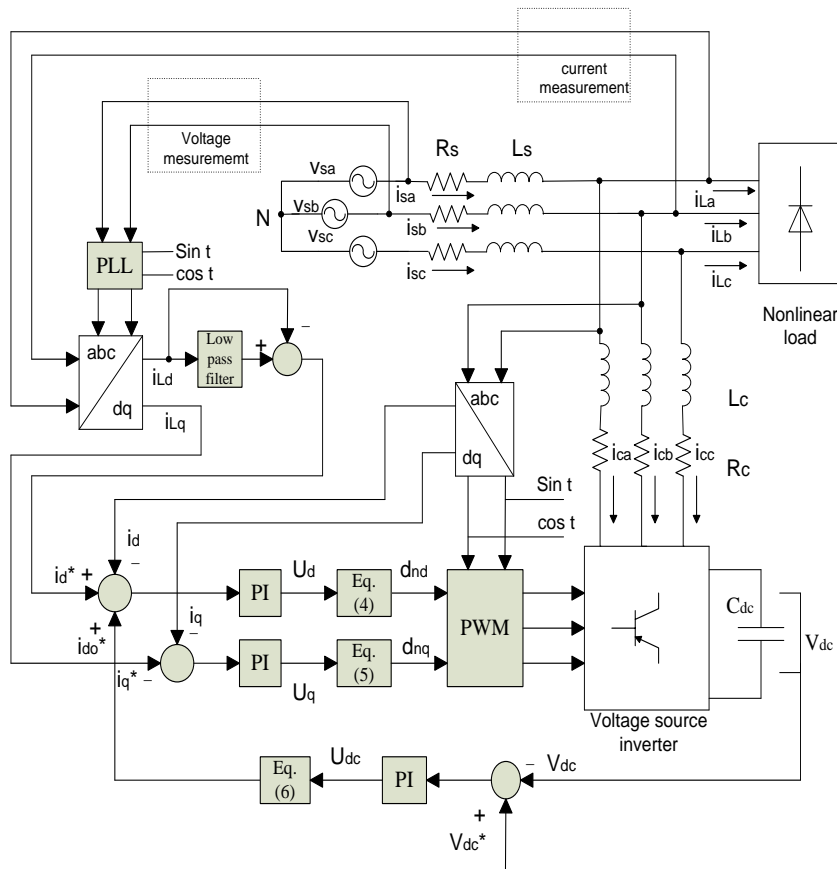 current
measurement
Voltage
mesurememt
Rs
Ls
vsa
isa
iLa
vsb
N
isb
iLb
vsc
isc
iLc
PLL
Sin t
cos t
Nonlinear
load
abc
dq
iLd
iLq
Low
pass
filter
+
−
abc
dq
Lc
ica
icb
icc
Rc
Sin t
cos t
id
−
id*
+
+
ido*
PI
Ud
Eq.
(4)
dnd
iq
−
iq*
−
PI
Uq
Eq.
(5)
dnq
PWM
Cdc
Vdc
Voltage source
inverter
Eq.
(6)
Udc
PI
−
Vdc
+
Vdc*